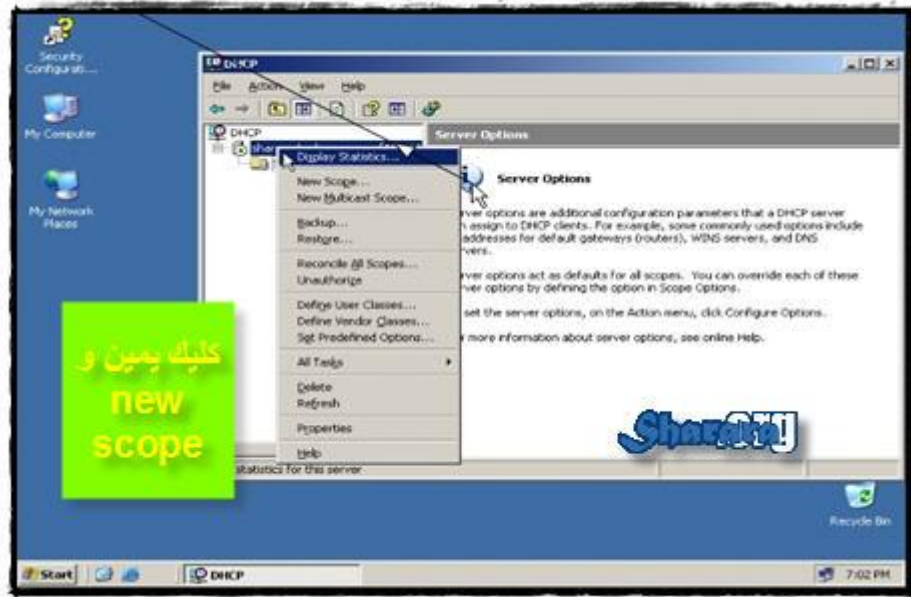 Security
Configurati...
My Computer
My Network
Places
DHCP
File Action View Help
DHCP
Server Options
Display Statistics...
New Scope...
New Multicast Scope...
Backup...
Restore...
Reconcile All Scopes...
Unauthorize
Define User Classes...
Define Vendor Classes...
Set Predefined Options...
All Tasks
Delete
Refresh
Properties
Help
Server Options
options are additional configuration parameters that a DHCP server
assign to DHCP clients. For example, some commonly used options include
addresses for default gateways (routers), WINS servers, and DNS
options act as defaults for all scopes. You can override each of these
options by defining the option in Scope Options.
set the server options, on the Action menu, click Configure Options.
more information about server options, see online Help.
statistics for this server
كليك يمين و
new
scope
Recycle Bin
Start
DHCP
7:02 PM